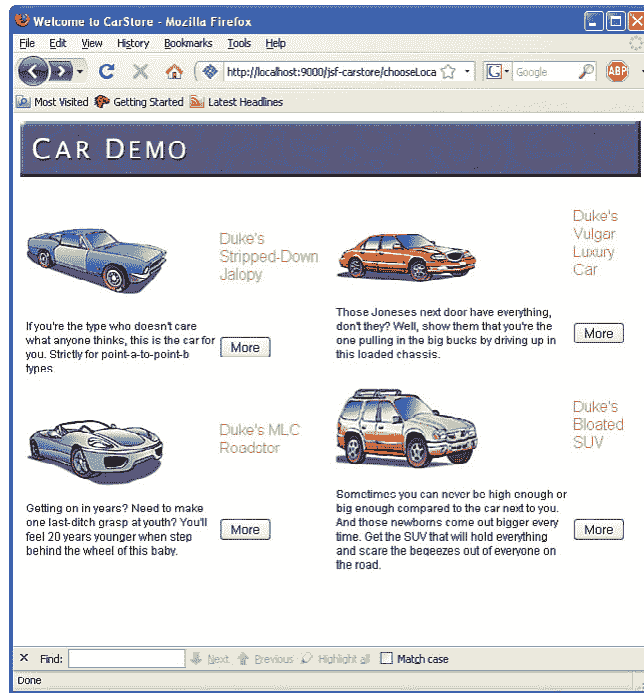 Welcome to CarStore - Mozilla Firefox
File Edit View History Bookmarks Tools Help
http://localhost:9000/jsf-carstore/chooseLoca
G Google
ABP
Most Visited Getting Started Latest Headlines
CAR DEMO
Duke's
Stripped-Down
Jalopy
Duke's
Vulgar
Luxury
Car
If you're the type who doesn't care
what anyone thinks, this is the car for
you. Strictly for point-a-to-point-b
types.
More
Those Joneses next door have everything,
don't they? Well, show them that you're the
one pulling in the big bucks by driving up in
this loaded chassis.
More
Duke's MLC
Roadster
Duke's
Bloated
SUV
Getting on in years? Need to make
one last-ditch grasp at youth? You'll
feel 20 years younger when step
behind the wheel of this baby.
More
Sometimes you can never be high enough or
big enough compared to the car next to you.
And those newborns come out bigger every
time. Get the SUV that will hold everything
and scare the begeezes out of everyone on
the road.
More
Find: Next Previous Highlight all Match case
Done